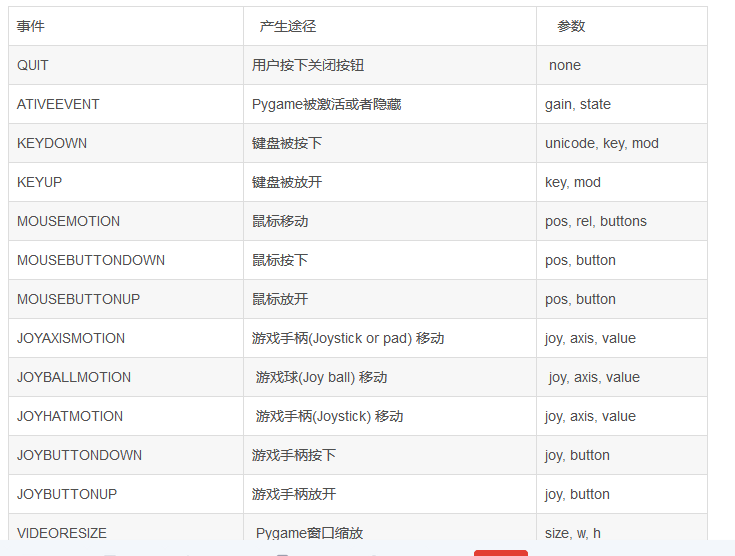 事件 产生途径 参数
QUIT 用户按下关闭按钮 none
ATIVEEVENT Pygame被激活或者隐藏 gain, state
KEYDOWN 键盘被按下 unicode, key, mod
KEYUP 键盘被放开 key, mod
MOUSEMOTION 鼠标移动 pos, rel, buttons
MOUSEBUTTONDOWN 鼠标按下 pos, button
MOUSEBUTTONUP 鼠标放开 pos, button
JOYAXISMOTION 游戏手柄(Joystick or pad) 移动 joy, axis, value
JOYBALLMOTION 游戏球(Joy ball) 移动 joy, axis, value
JOYHATMOTION 游戏手柄(Joystick) 移动 joy, axis, value
JOYBUTTONDOWN 游戏手柄按下 joy, button
JOYBUTTONUP 游戏手柄放开 joy, button
VIDEORESIZE Pygame窗口缩放 size, w, h